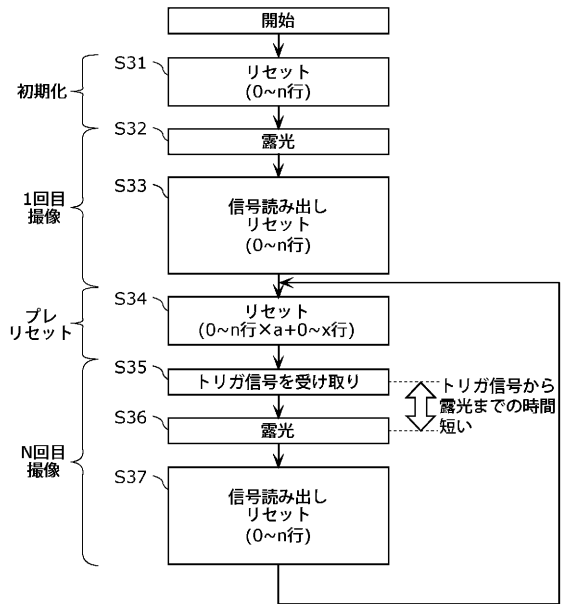 開始
初期化
S31
リセット
(0~n行)
1回目
撮像
S32
露光
S33
信号読み出し
リセット
(0~n行)
プレ
リセット
S34
リセット
(0~n行×a+0~x行)
N回目
撮像
S35
トリガ信号を受け取り
トリガ信号から
露光までの時間
短い
S36
露光
S37
信号読み出し
リセット
(0~n行)